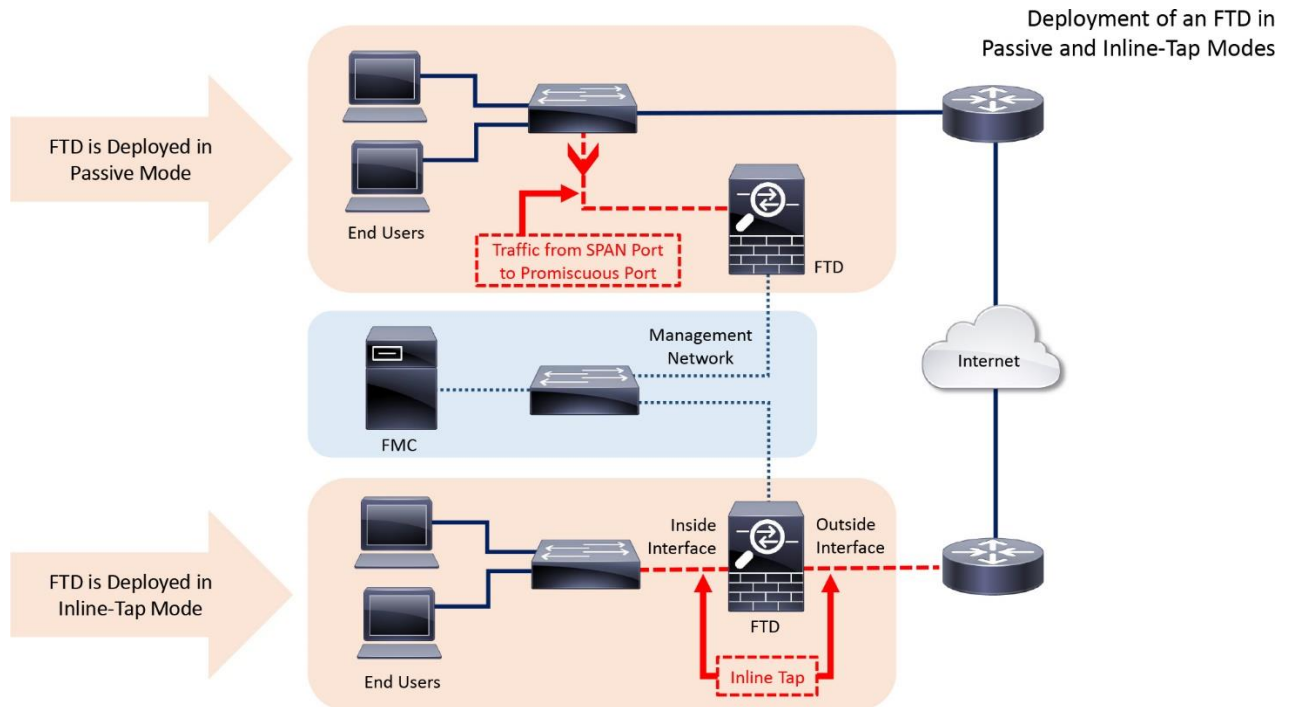 Deployment of an FTD in
Passive and Inline-Tap Modes
FTD is Deployed in
Passive Mode
End Users
Traffic from SPAN Port
to Promiscuous Port
FTD
Management
Network
Internet
FMC
FTD is Deployed in
Inline-Tap Mode
Inside
Interface
Outside
Interface
FTD
Inline Tap
End Users